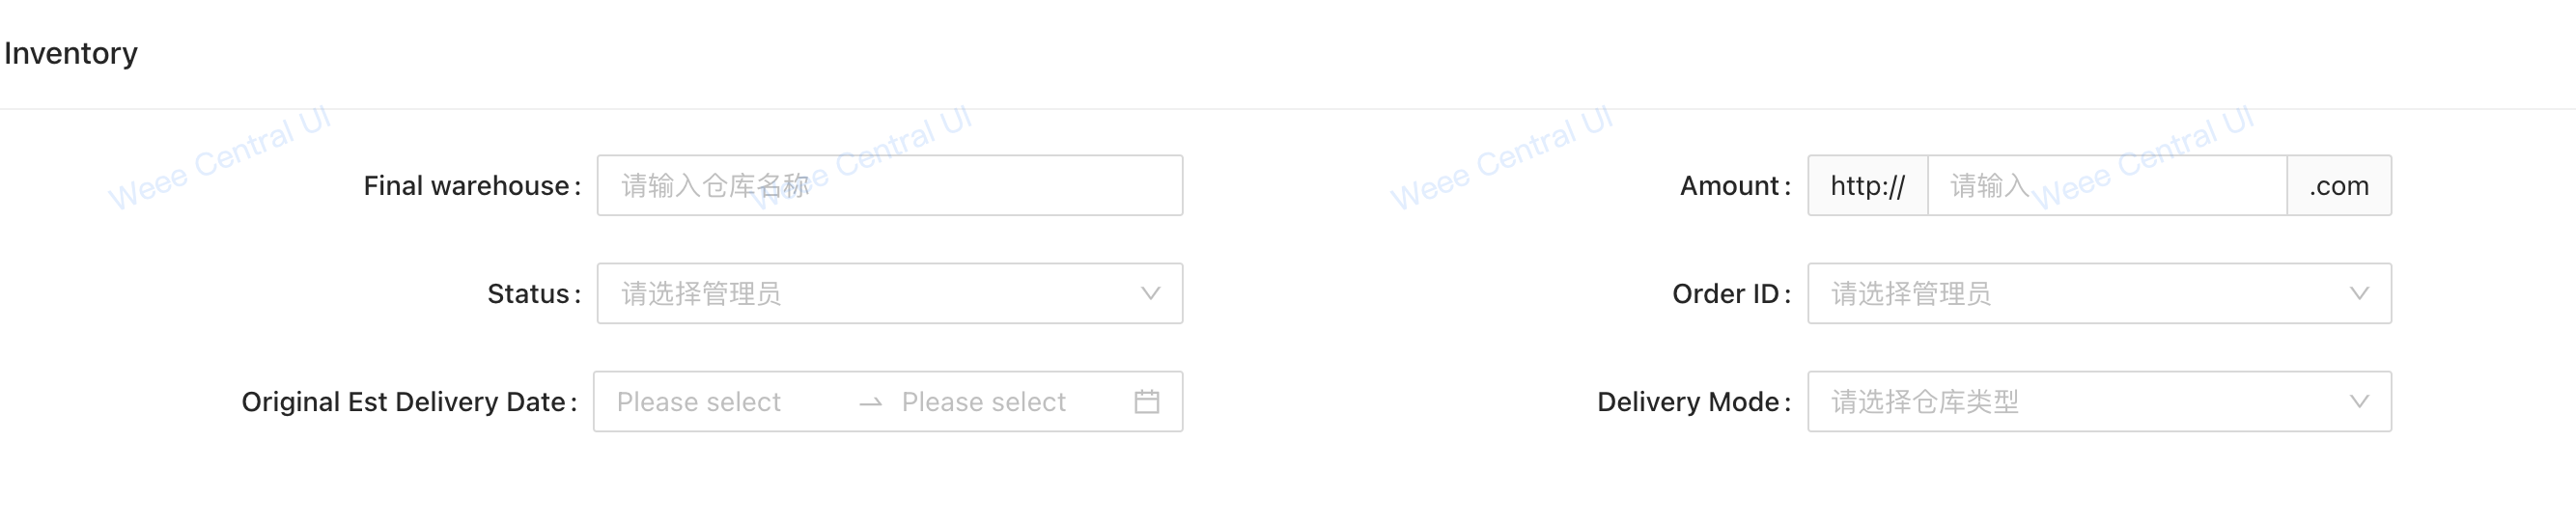 Inventory
Weee Central UI Weee Central UI Weee Central UI Weee Central UI
Final warehouse: 请输入仓库名称 Amount: http:// 请输入 .com
Status: 请选择管理员 Order ID: 请选择管理员
Original Est Delivery Date: Please select → Please select Delivery Mode: 请选择仓库类型